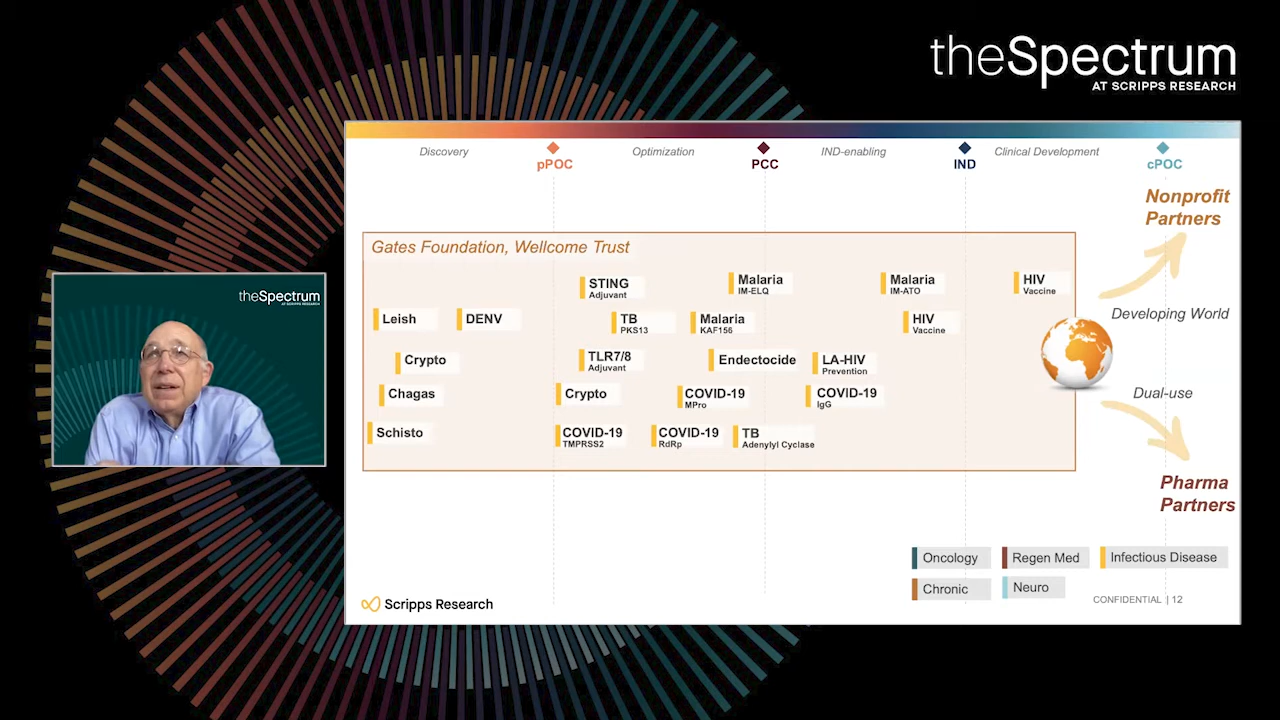 theSpectrum
AT SCRIPPS RESEARCH
theSpectrum
AT SCRIPPS RESEARCH
Discovery
pPOC
Optimization
PCC
IND-enabling
IND
Clinical Development
cPOC
Nonprofit
Partners
Gates Foundation, Wellcome Trust
STING
Adjuvant
Malaria
IM-ELQ
Malaria
IM-ATO
HIV
Vaccine
Leish
DENV
TB
PKS13
Malaria
KAF156
HIV
Vaccine
Developing World
Crypto
TLR7/8
Adjuvant
Endectocide
LA-HIV
Prevention
Chagas
Crypto
COVID-19
MPro
COVID-19
IgG
Dual-use
Schisto
COVID-19
TMPRSS2
COVID-19
RdRp
TB
Adenylyl Cyclase
Pharma
Partners
Oncology
Regen Med
Infectious Disease
Chronic
Neuro
Scripps Research
CONFIDENTIAL | 12